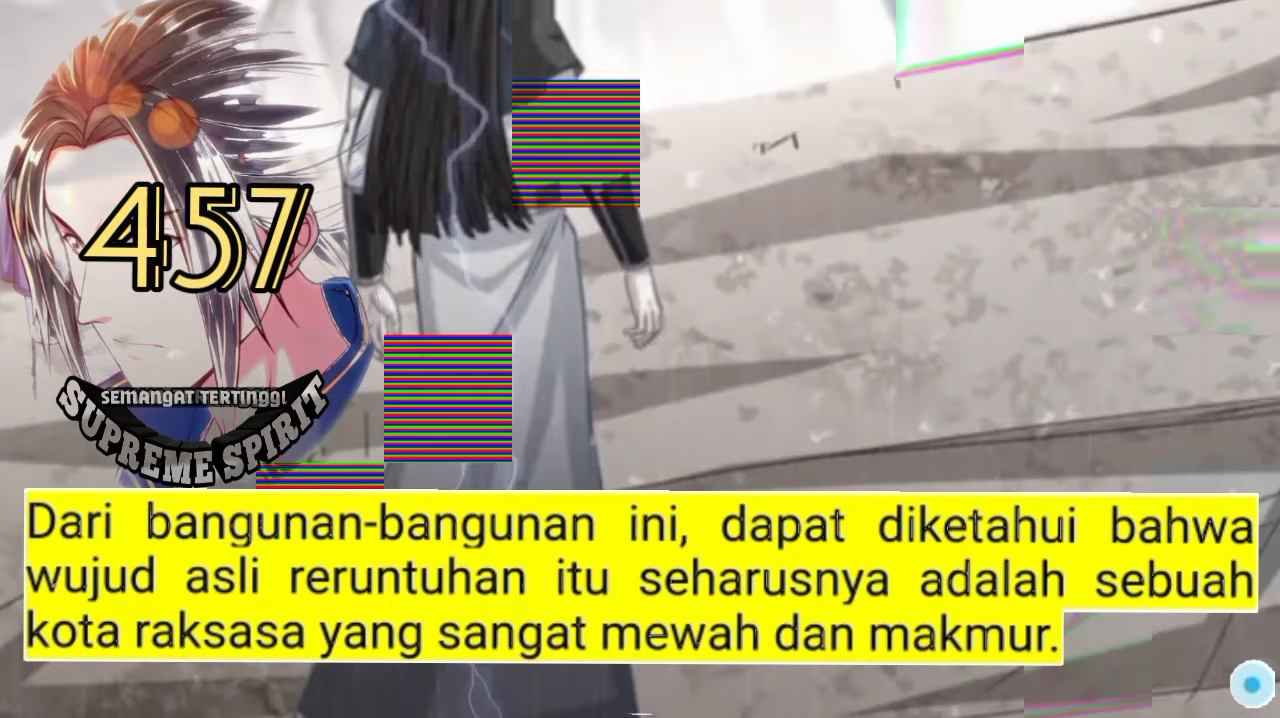 457
SEMANGAT TERTINGGI
SUPREME SPIRIT
Dari bangunan-bangunan ini, dapat diketahui bahwa
wujud asli reruntuhan itu seharusnya adalah sebuah
kota raksasa yang sangat mewah dan makmur.